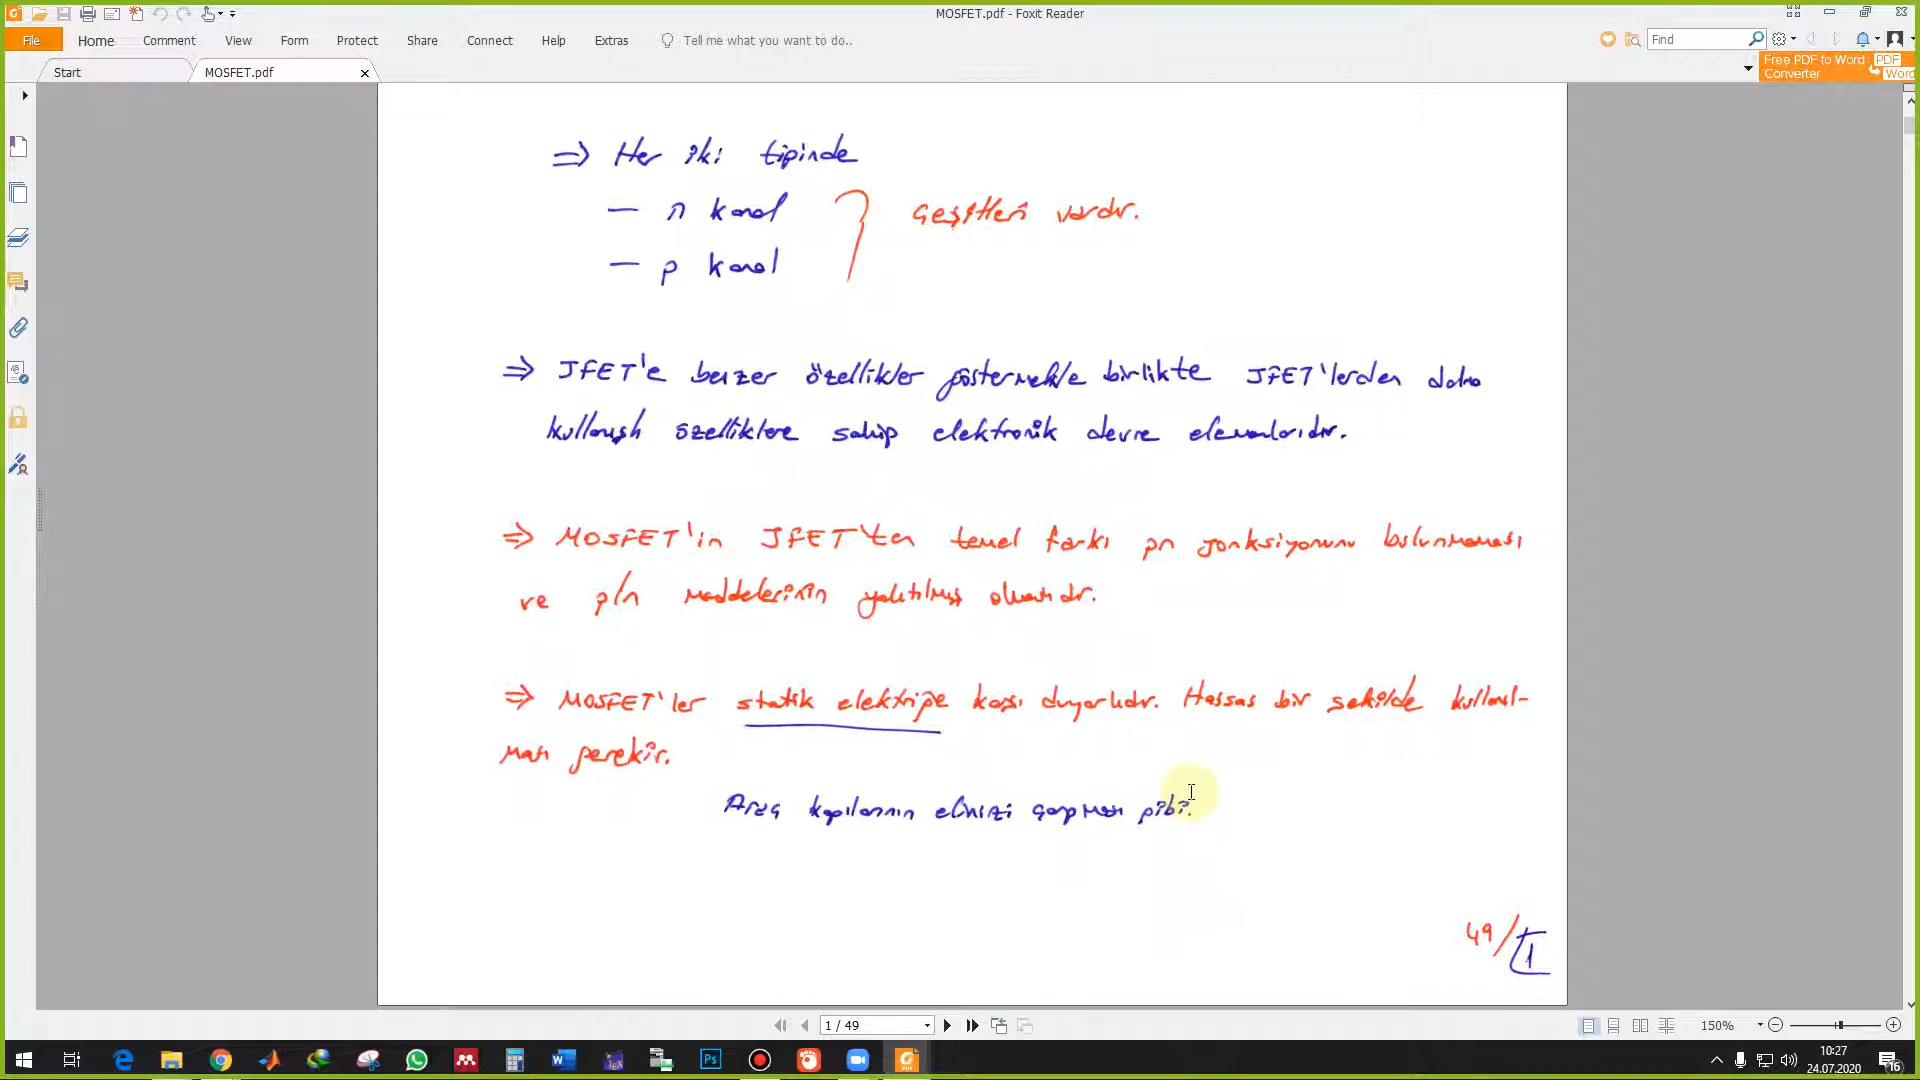 MOSFET.pdf - Foxit Reader
File Home Comment View Form Protect Share Connect Help Extras Tell me what you want to do.. Find
Start MOSFET.pdf
Free PDF to Word Converter
PDF Word
⇒ Her iki tipinde
— n kanal
— p kanal
Çeşitleri vardır.
⇒ JFET'e benzer özellikler göstermekle birlikte JFET'lerden daha
kullanışlı özelliklere sahip elektronik devre elemanlarıdır.
⇒ MOSFET'in JFET'ten temel farkı pn jonksiyonunu bulunmaması
ve p/n maddelerinin yalıtılmış olmasıdır.
⇒ MOSFET'ler statik elektriğe karşı duyarlıdır. Hassas bir şekilde kullanıl-
ması gerekir.
Araç kapılarının elinizi çarpması gibi.
49/1
1 / 49
150%
10:27
24.07.2020
16